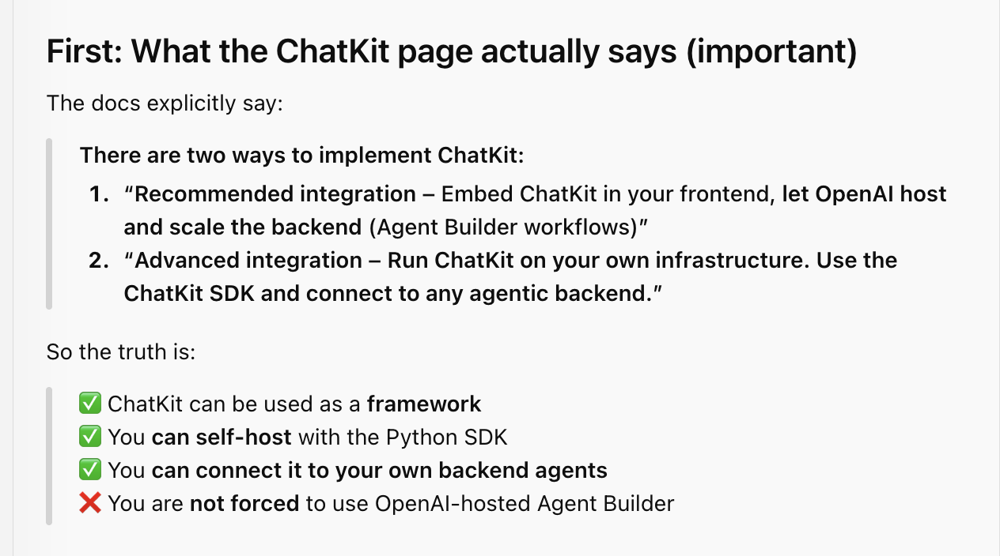 First: What the ChatKit page actually says (important)
The docs explicitly say:
There are two ways to implement ChatKit:
1. “Recommended integration – Embed ChatKit in your frontend, let OpenAI host
and scale the backend (Agent Builder workflows)”
2. “Advanced integration – Run ChatKit on your own infrastructure. Use the
ChatKit SDK and connect to any agentic backend.”
So the truth is:
✅ ChatKit can be used as a framework
✅ You can self-host with the Python SDK
✅ You can connect it to your own backend agents
❌ You are not forced to use OpenAI-hosted Agent Builder